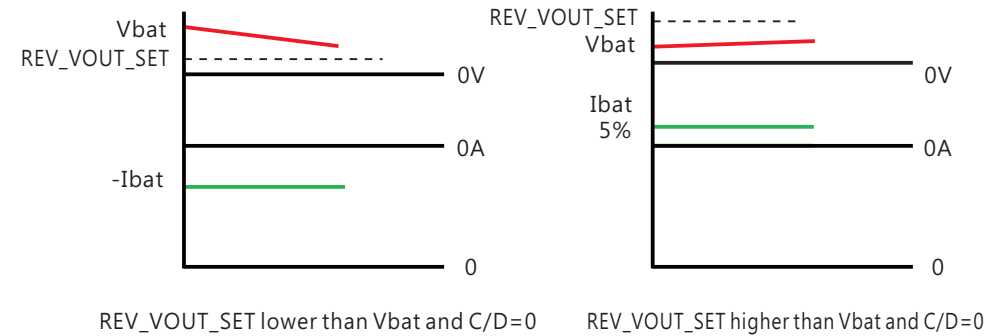 Vbat
REV_VOUT_SET
0V
0A
-Ibat
0
REV_VOUT_SET lower than Vbat and C/D=0
REV_VOUT_SET
Vbat
0V
Ibat
5%
0A
0
REV_VOUT_SET higher than Vbat and C/D=0